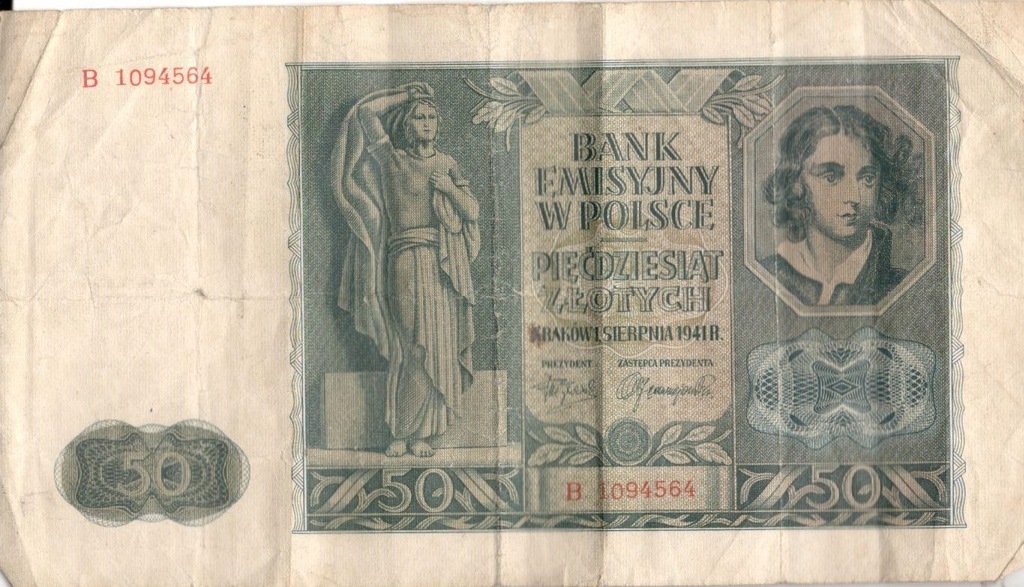 B 1094564
BANK
EMISYJNY
W POLSCE
PIĘĆDZIESIĄT
ZŁOTYCH
KRAKÓW 1 SIERPNIA 1941 R.
PREZYDENT ZASTĘPCA PREZYDENTA
50
50
B 1094564
50